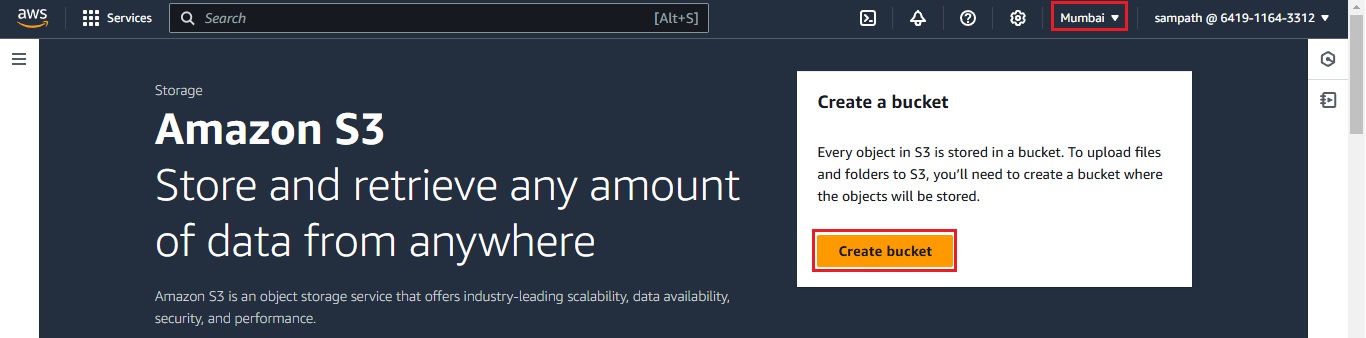 aws
Services
Search
[Alt+S]
Mumbai
sampath @ 6419-1164-3312
Storage
Amazon S3
Store and retrieve any amount
of data from anywhere
Amazon S3 is an object storage service that offers industry-leading scalability, data availability,
security, and performance.
Create a bucket
Every object in S3 is stored in a bucket. To upload files
and folders to S3, you’ll need to create a bucket where
the objects will be stored.
Create bucket